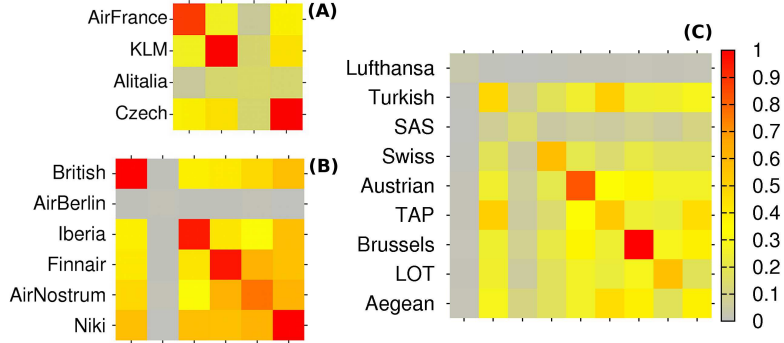 (A)
AirFrance
KLM
Alitalia
Czech
(B)
British
AirBerlin
Iberia
Finnair
AirNostrum
Niki
(C)
Lufthansa
Turkish
SAS
Swiss
Austrian
TAP
Brussels
LOT
Aegean
1
0.9
0.8
0.7
0.6
0.5
0.4
0.3
0.2
0.1
0